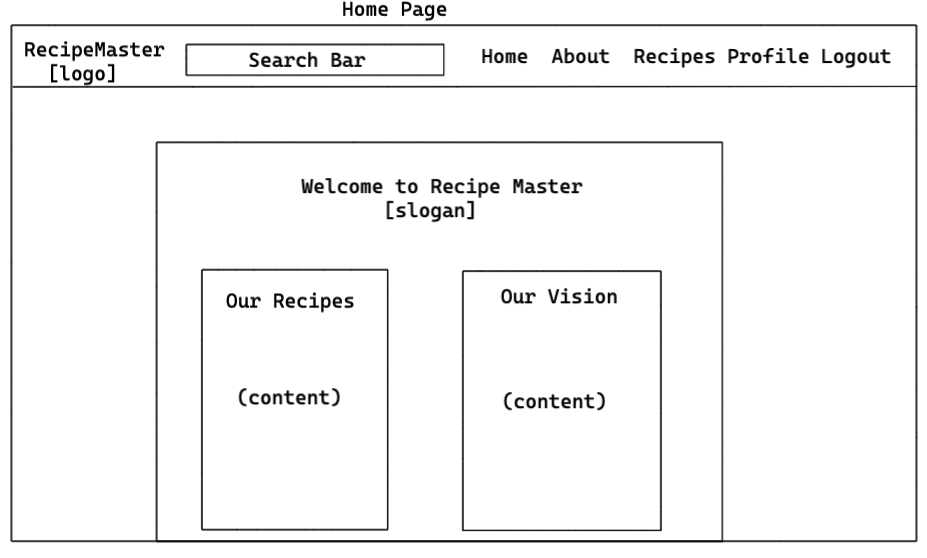 Home Page
RecipeMaster
[logo]
Search Bar
Home About Recipes Profile Logout
Welcome to Recipe Master
[slogan]
Our Recipes
(content)
Our Vision
(content)